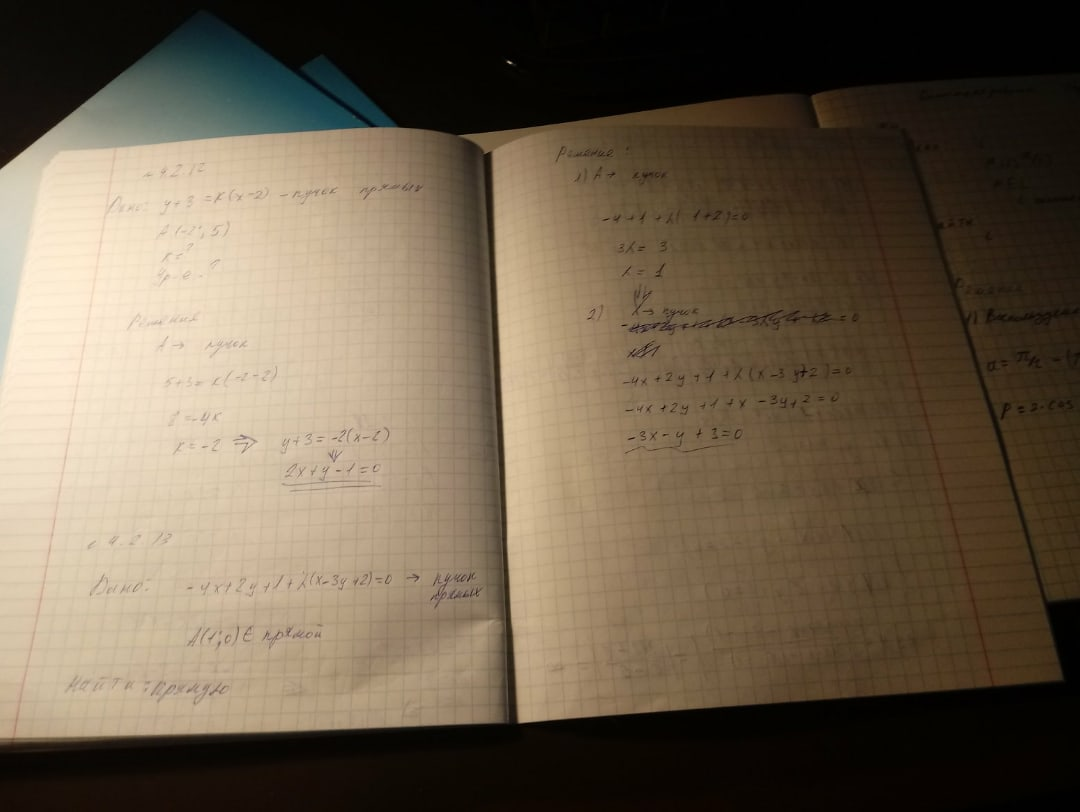 4.2.12
Дано: y+3=k(x-2) - пучок прямых
A(-2; 5)
k=?
Ур-е - ?
Решение
A → пучок
5+3=k(-2-2)
8=-4k
k=-2 ⇒ y+3=-2(x-2)
⇓
2x+y-1=0
4.2.13
Дано: -4x+2y+1+λ(x-3y+2)=0 → пучок прямых
A(1;0) ∈ прямой
Найти: прямую
Решение:
1) A → пучок
-4+1+λ(1+2)=0
3λ=3
λ=1
⇓
2) λ → пучок
-4x+2y+1+λ(x-3y+2)=0
-4x+2y+1+x-3y+2=0
-3x-y+3=0
Решение
1)